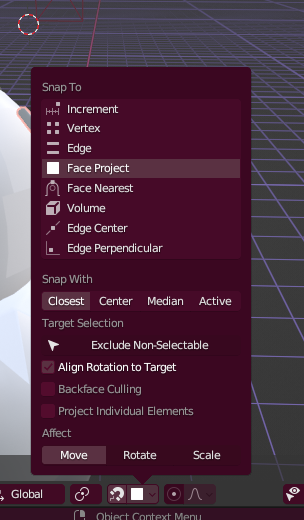 Snap To
Increment
Vertex
Edge
Face Project
Face Nearest
Volume
Edge Center
Edge Perpendicular
Snap With
Closest Center Median Active
Target Selection
Exclude Non-Selectable
Align Rotation to Target
Backface Culling
Project Individual Elements
Affect
Move Rotate Scale
Global
Object Context Menu